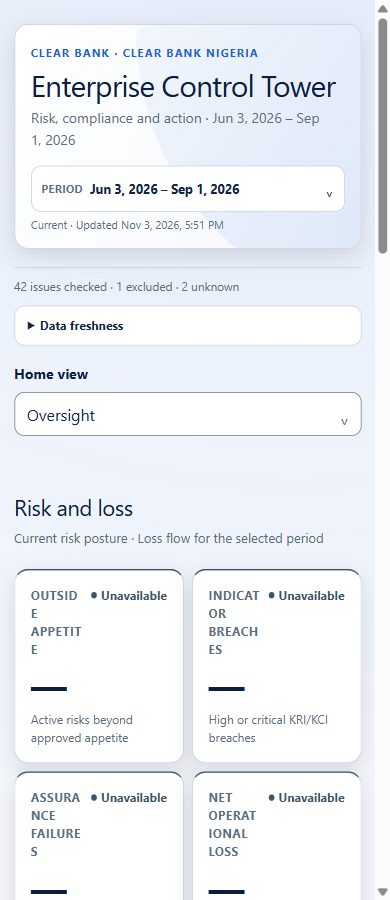 CLEAR BANK · CLEAR BANK NIGERIA
Enterprise Control Tower
Risk, compliance and action · Jun 3, 2026 – Sep
1, 2026
PERIOD Jun 3, 2026 – Sep 1, 2026 v
Current · Updated Nov 3, 2026, 5:51 PM
42 issues checked · 1 excluded · 2 unknown
▶ Data freshness
Home view
Oversight v
Risk and loss
Current risk posture · Loss flow for the selected period
OUTSID
E
APPETIT
E
● Unavailable
—
Active risks beyond
approved appetite
INDICAT
OR
BREACH
ES
● Unavailable
—
High or critical KRI/KCI
breaches
ASSURA
NCE
FAILURE
S
● Unavailable
—
NET
OPERAT
IONAL
LOSS
● Unavailable
—